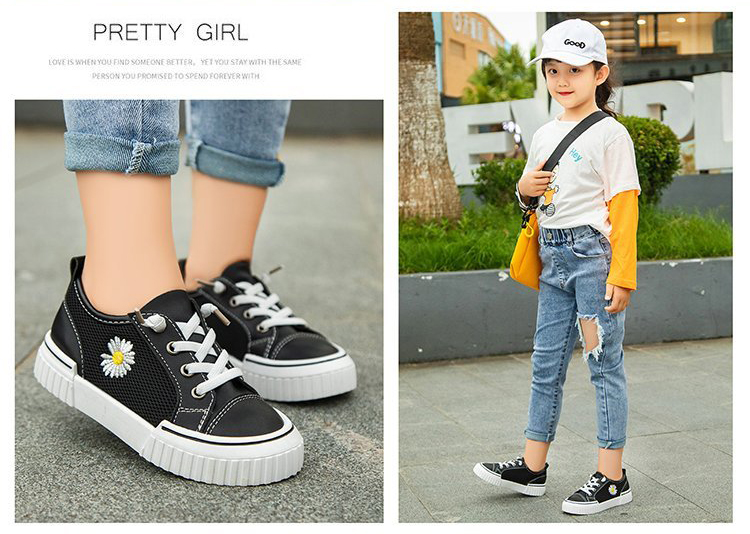 PRETTY GIRL
LOVE IS WHEN YOU FIND SOMEONE BETTER， YET YOU STAY WITH THE SAME
PERSON YOU PROMISED TO SPEND FOREVER WITH
GOOD
Hey